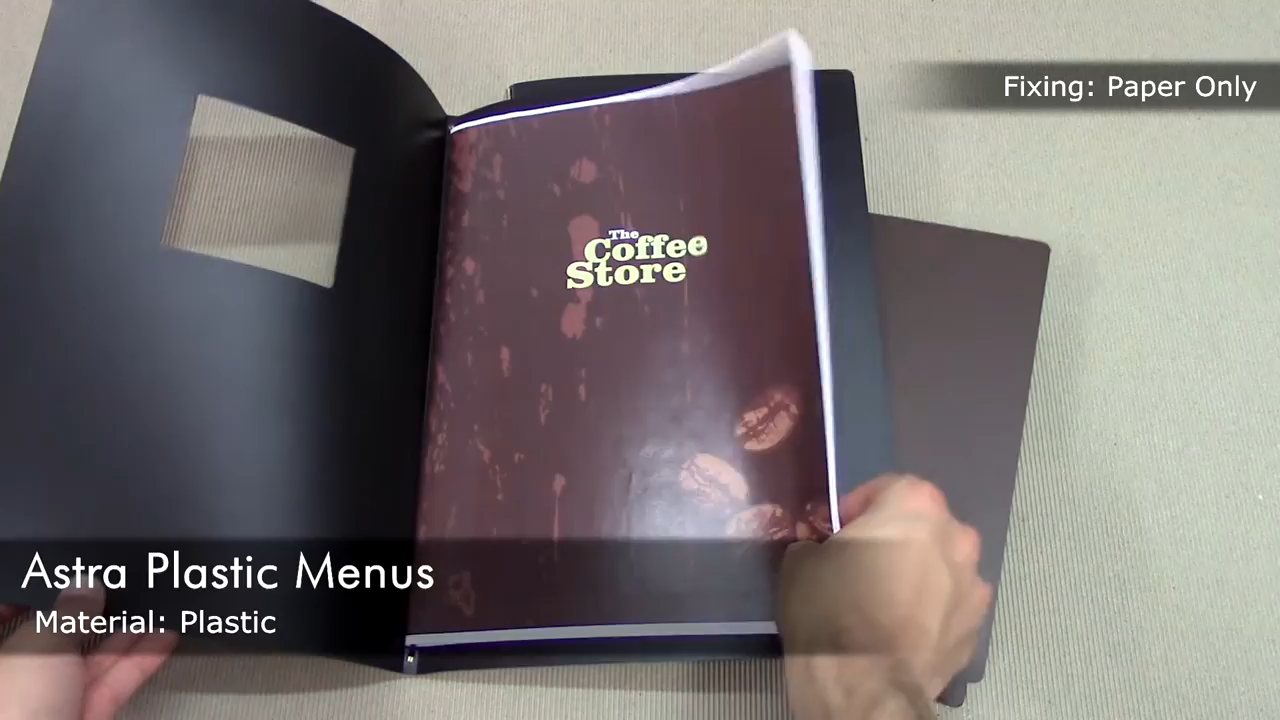 Fixing: Paper Only
The
Coffee
Store
Astra Plastic Menus
Material: Plastic